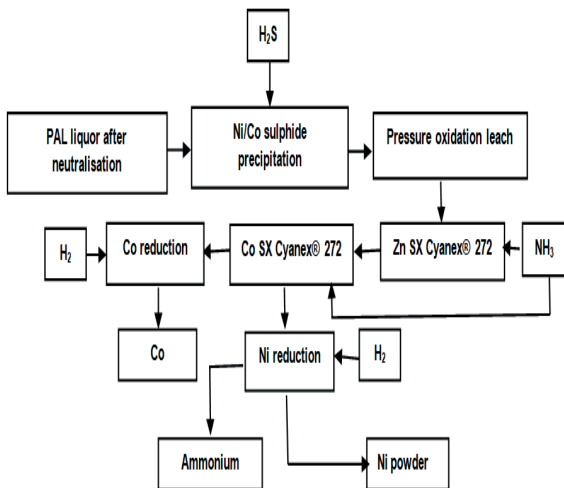 H₂S
PAL liquor after
neutralisation
Ni/Co sulphide
precipitation
Pressure oxidation leach
H₂
Co reduction
Co SX Cyanex® 272
Zn SX Cyanex® 272
NH₃
Co
Ni reduction
H₂
Ammonium
Ni powder